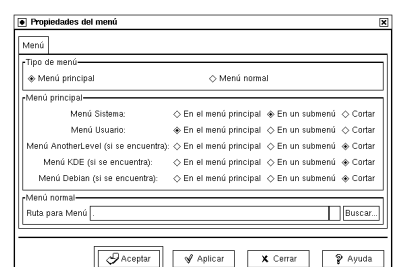 Propiedades del menú
Menú
Tipo de menú
Menú principal Menú normal
Menú principal
Menú Sistema: En el menú principal En un submenú Cortar
Menú Usuario: En el menú principal En un submenú Cortar
Menú AnotherLevel (si se encuentra): En el menú principal En un submenú Cortar
Menú KDE (si se encuentra): En el menú principal En un submenú Cortar
Menú Debian (si se encuentra): En el menú principal En un submenú Cortar
Menú normal
Ruta para Menú . Buscar...
Aceptar Aplicar Cerrar Ayuda